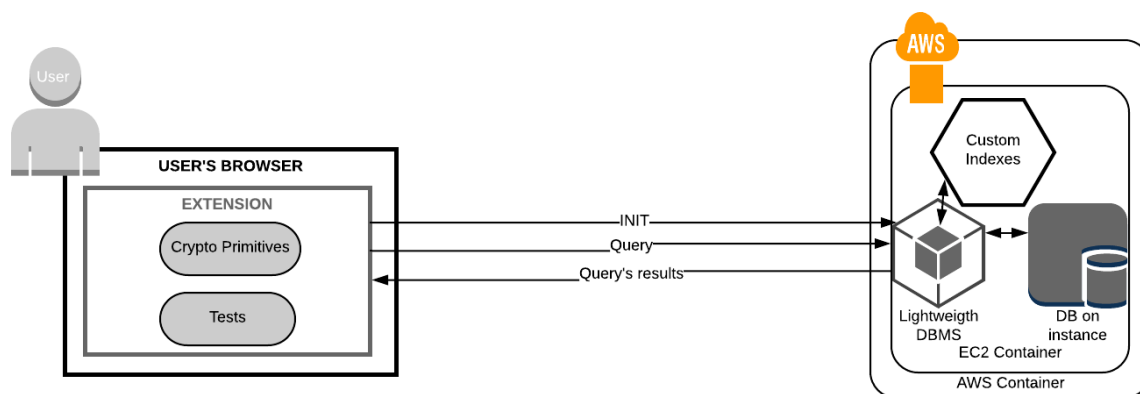 User
USER'S BROWSER
EXTENSION
Crypto Primitives
Tests
INIT
Query
Query's results
AWS
Custom
Indexes
Lightweigth
DBMS
DB on
instance
EC2 Container
AWS Container